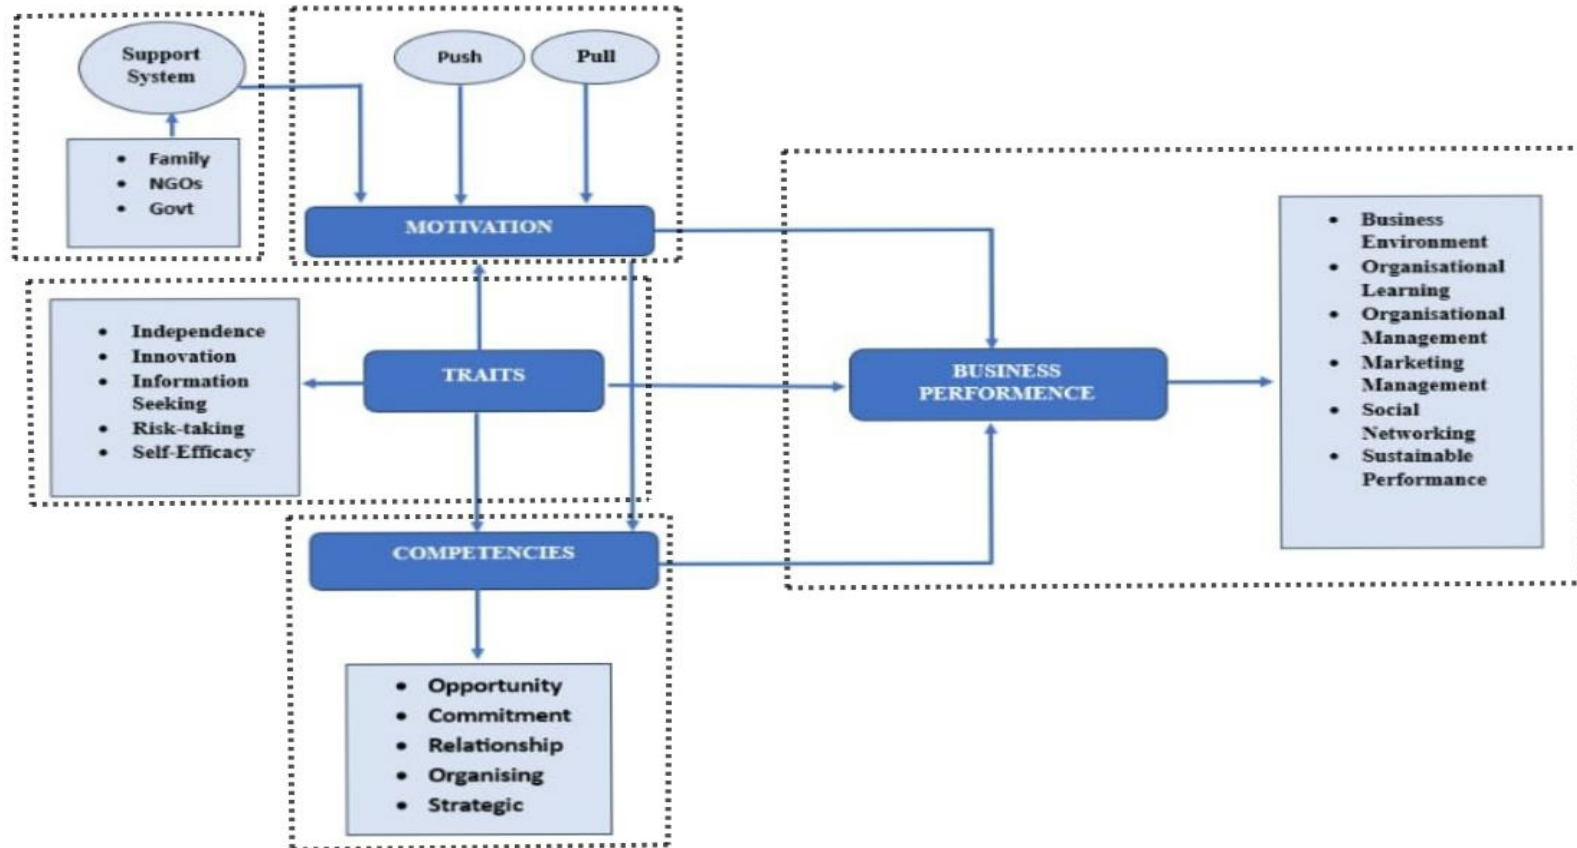 Support
System
• Family
• NGOs
• Govt
Push
Pull
MOTIVATION
• Independence
• Innovation
• Information
Seeking
• Risk-taking
• Self-Efficacy
TRAITS
BUSINESS
PERFORMENCE
• Business
Environment
• Organisational
Learning
• Organisational
Management
• Marketing
Management
• Social
Networking
• Sustainable
Performance
COMPETENCIES
• Opportunity
• Commitment
• Relationship
• Organising
• Strategic